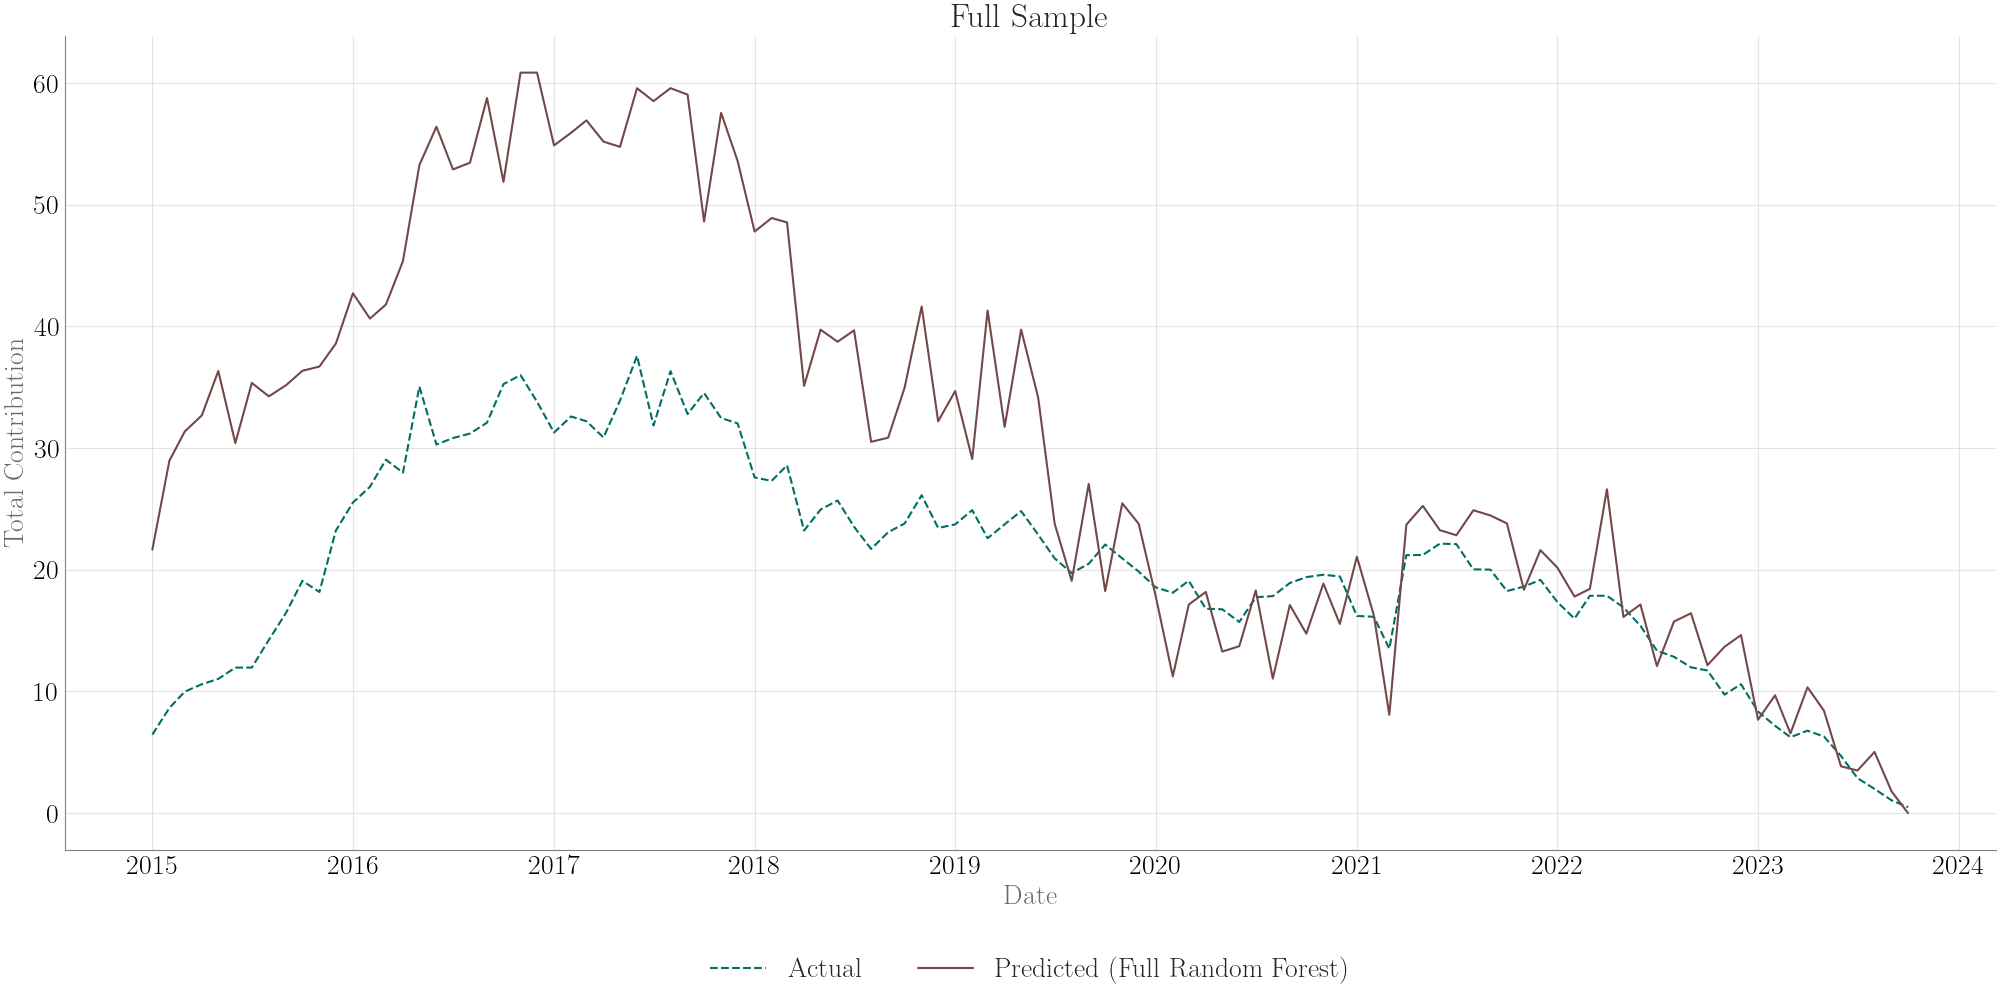 Full Sample
Total Contribution
60
50
40
30
20
10
0
2015 2016 2017 2018 2019 2020 2021 2022 2023 2024
Date
Actual Predicted (Full Random Forest)